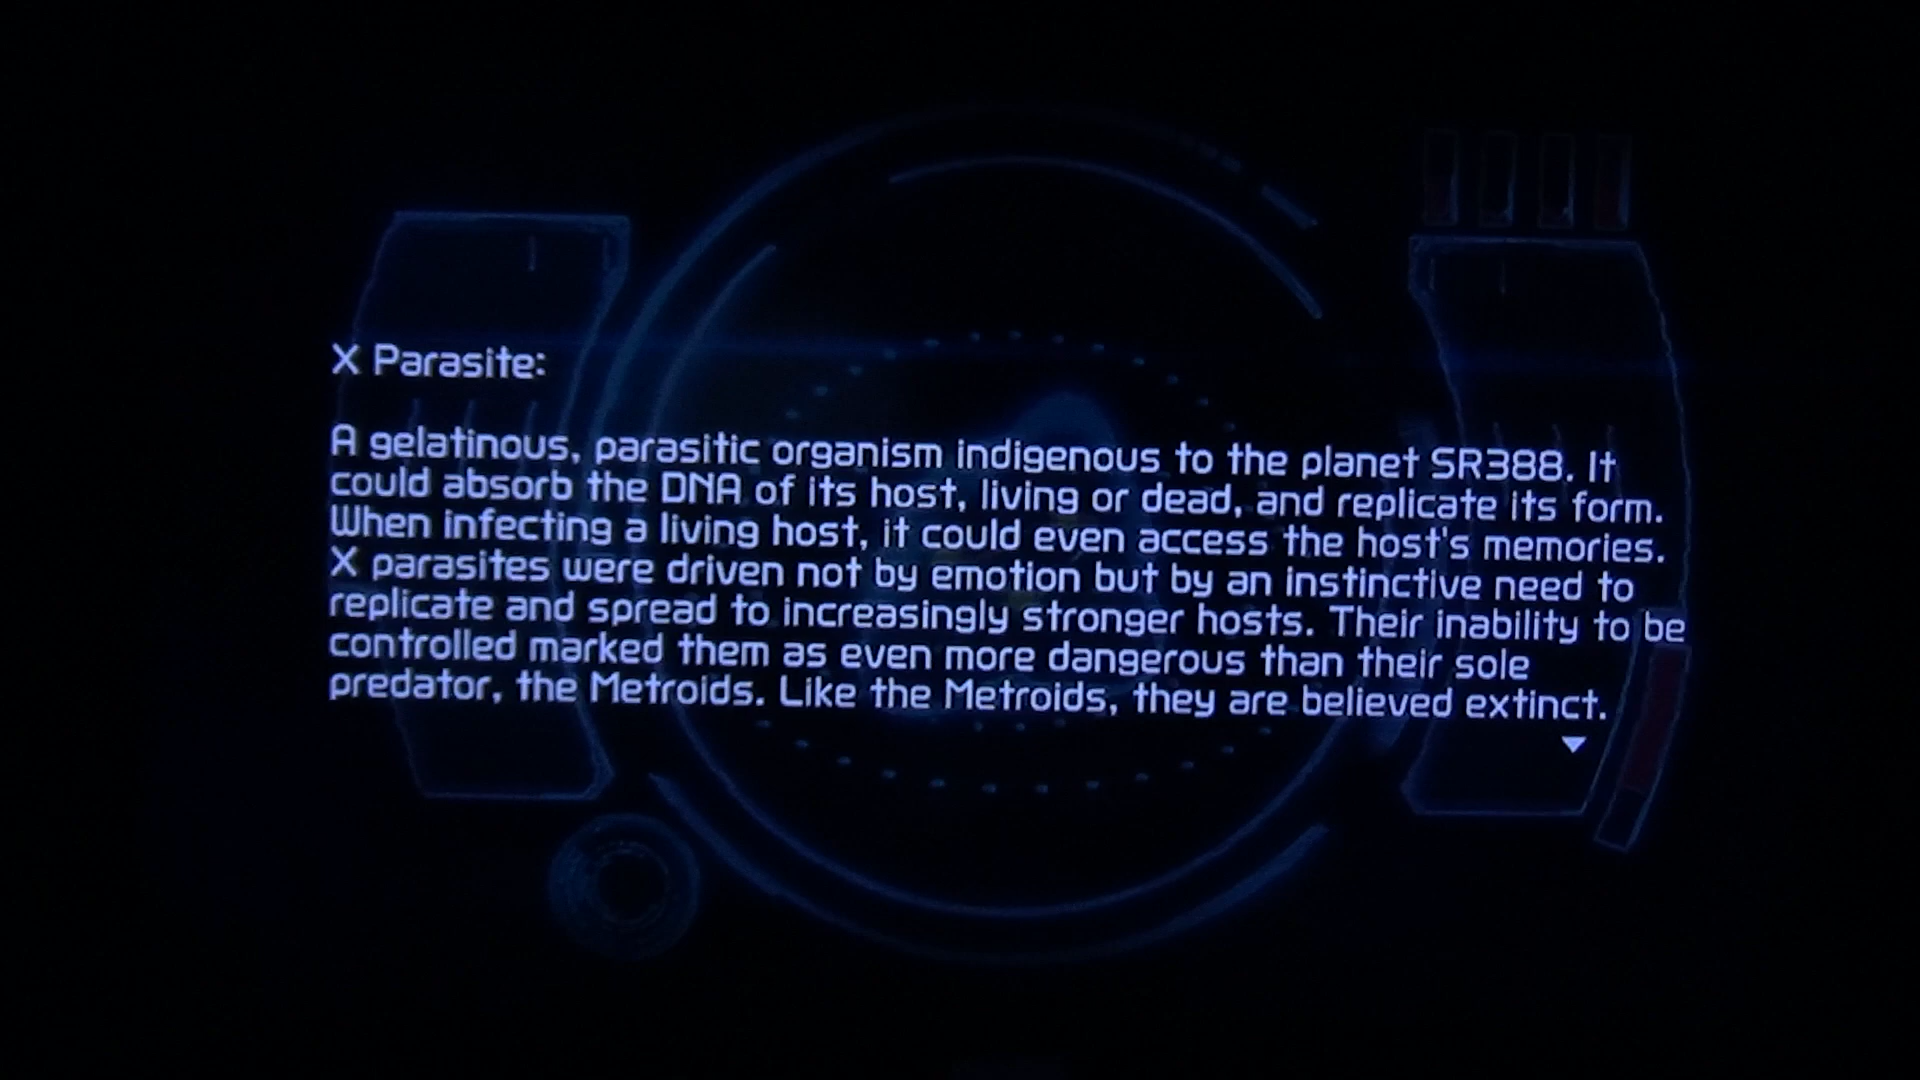 X Parasite:
A gelatinous, parasitic organism indigenous to the planet SR388. It
could absorb the DNA of its host, living or dead, and replicate its form.
When infecting a living host, it could even access the host's memories.
X parasites were driven not by emotion but by an instinctive need to
replicate and spread to increasingly stronger hosts. Their inability to be
controlled marked them as even more dangerous than their sole
predator, the Metroids. Like the Metroids, they are believed extinct.